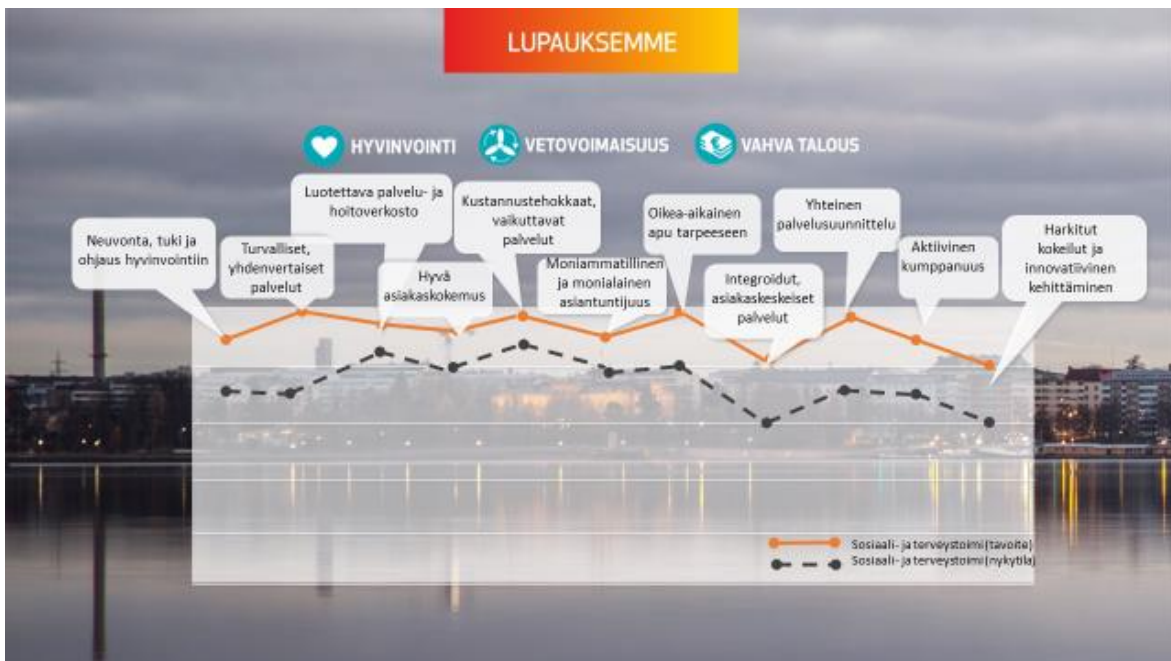 LUPAUKSEMME
HYVINVOINTI
VETOVOIMAISUUS
VAHVA TALOUS
Neuvonta, tuki ja
ohjaus hyvinvointiin
Turvalliset,
yhdenvertaiset
palvelut
Luotettava palvelu- ja
hoitoverkosto
Hyvä
asiakaskokemus
Kustannustehokkaat,
vaikuttavat
palvelut
Moniammatillinen
ja monialainen
asiantuntijuus
Oikea-aikainen
apu tarpeeseen
Integroidut,
asiakaskeskeiset
palvelut
Yhteinen
palvelusuunnittelu
Aktiivinen
kumppanuus
Harkitut
kokeilut ja
innovatiivinen
kehittäminen
Sosiaali- ja terveystoimi (tavoite)
Sosiaali- ja terveystoimi (nykytila)